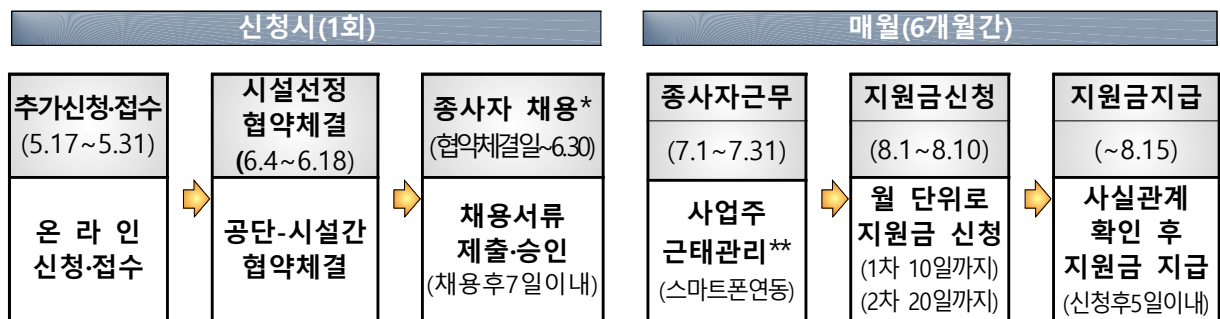 신청시(1회)
추가신청·접수
(5.17~5.31)
온 라 인
신청·접수
시설선정
협약체결
(6.4~6.18)
공단-시설간
협약체결
종사자 채용*
(협약체결일~6.30)
채용서류
제출·승인
(채용후7일이내)
매월(6개월간)
종사자근무
(7.1~7.31)
사업주
근태관리**
(스마트폰연동)
지원금신청
(8.1~8.10)
월 단위로
지원금 신청
(1차 10일까지)
(2차 20일까지)
지원금지급
(~8.15)
사실관계
확인 후
지원금 지급
(신청후5일이내)